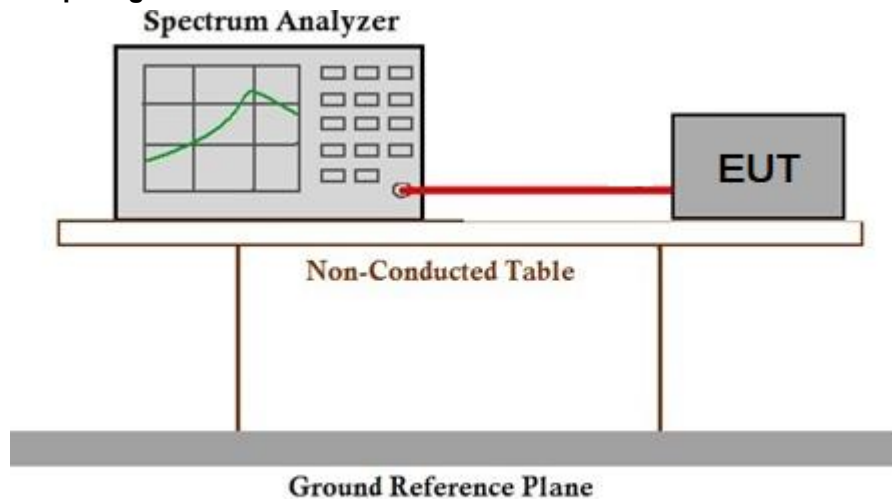 Spectrum Analyzer
EUT
Non-Conducted Table
Ground Reference Plane